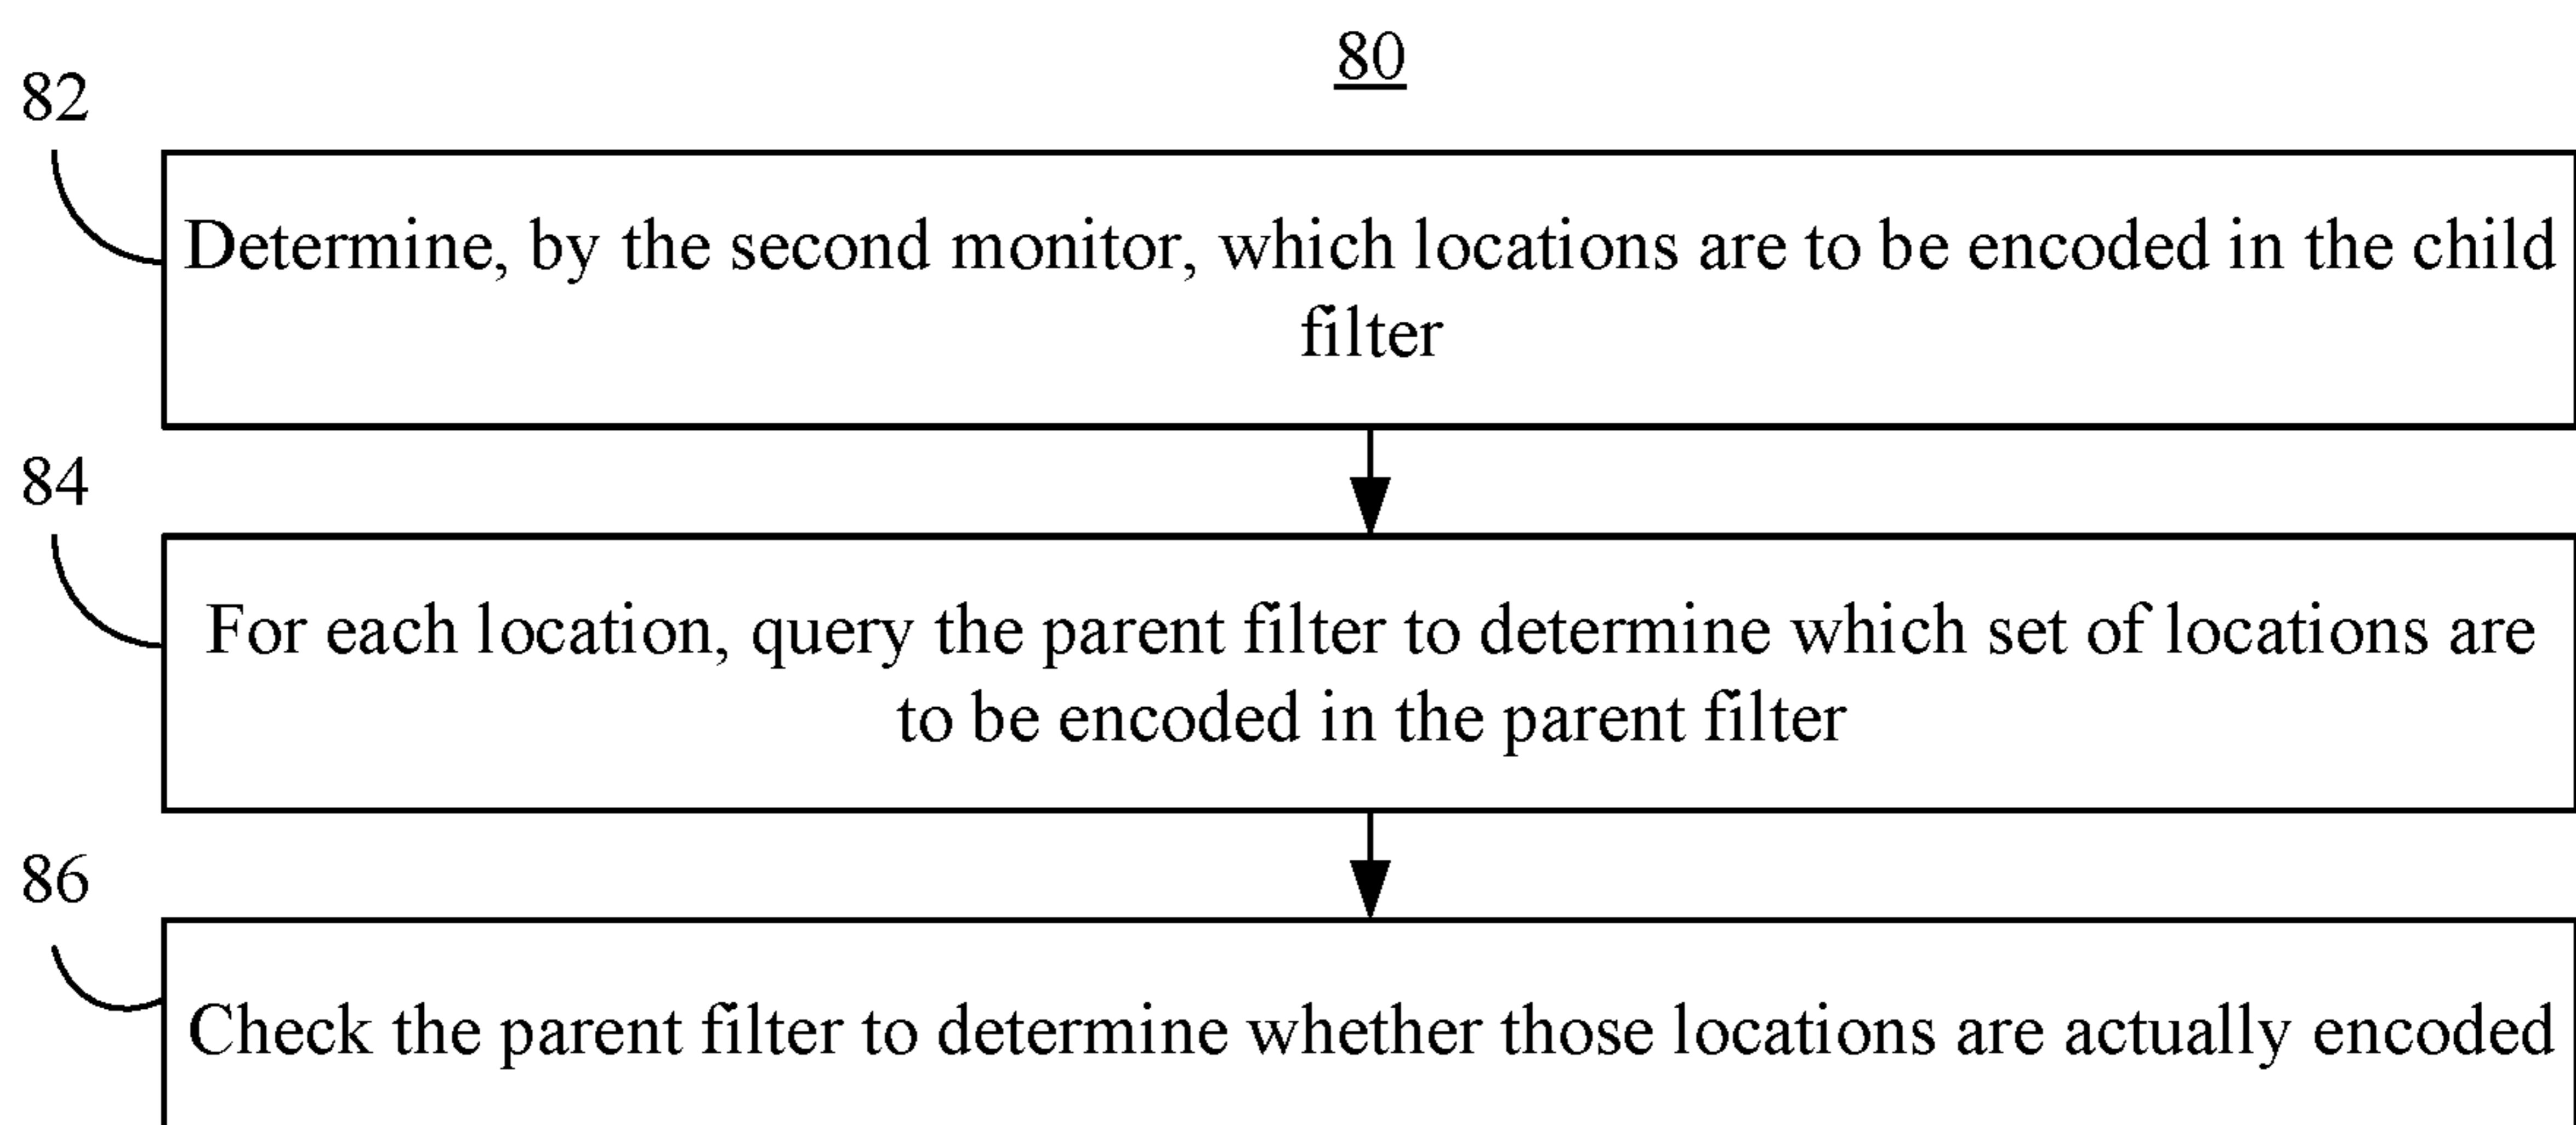 80
82
Determine, by the second monitor, which locations are to be encoded in the child
filter
84
For each location, query the parent filter to determine which set of locations are
to be encoded in the parent filter
86
Check the parent filter to determine whether those locations are actually encoded